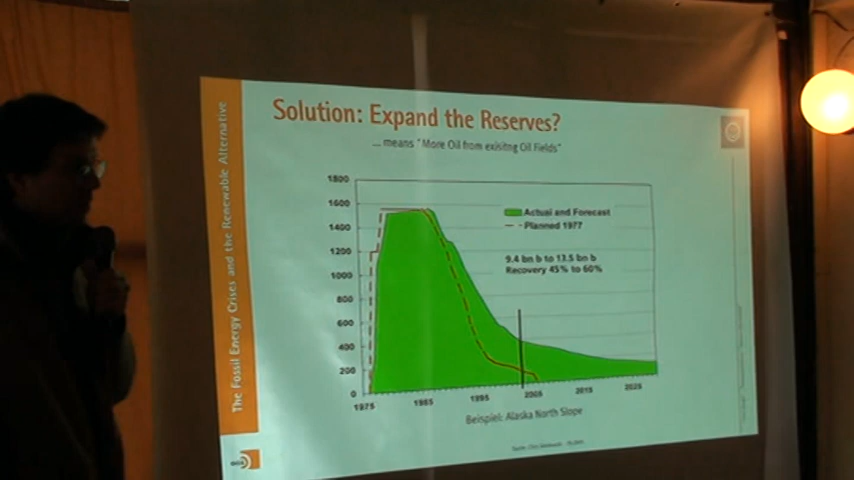 Solution: Expand the Reserves?
... means "More Oil from exisitng Oil Fields"
The Fossil Energy Crises and the Renewable Alternative
1800
1600
1400
1200
1000
800
600
400
200
0
Actual and Forecast
Planned 1977
9.4 bn b to 13.5 bn b
Recovery 45% to 60%
1975
1985
1995
2005
2015
2025
Beispiel: Alaska North Slope